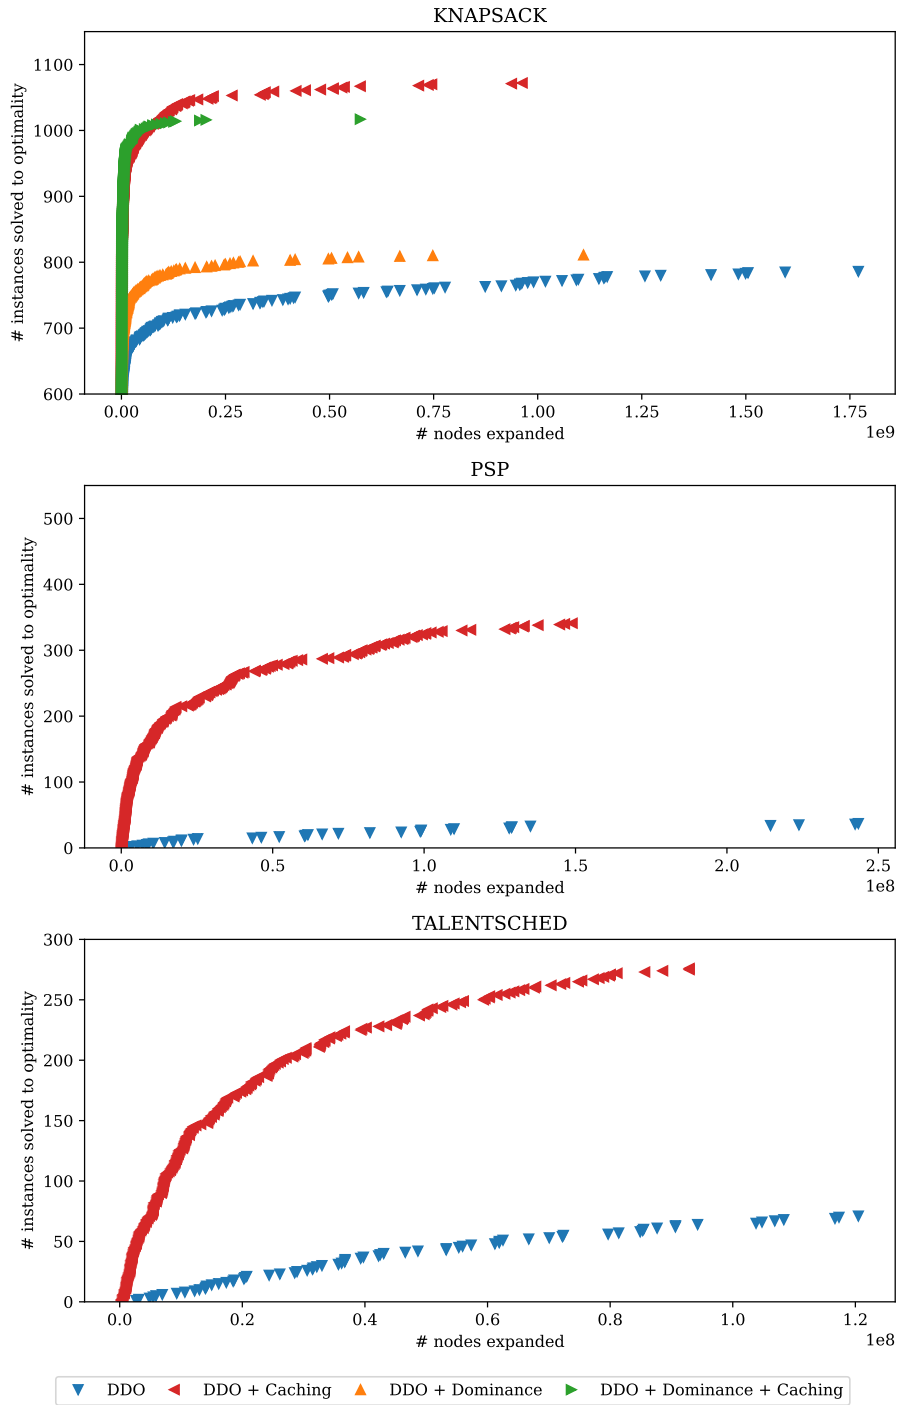 KNAPSACK
# instances solved to optimality
1100
1000
900
800
700
600
0.00 0.25 0.50 0.75 1.00 1.25 1.50 1.75
# nodes expanded
1e9
PSP
# instances solved to optimality
500
400
300
200
100
0
0.0 0.5 1.0 1.5 2.0 2.5
# nodes expanded
1e8
TALENTSCHED
# instances solved to optimality
300
250
200
150
100
50
0
0.0 0.2 0.4 0.6 0.8 1.0 1.2
# nodes expanded
1e8
DDO DDO + Caching DDO + Dominance DDO + Dominance + Caching